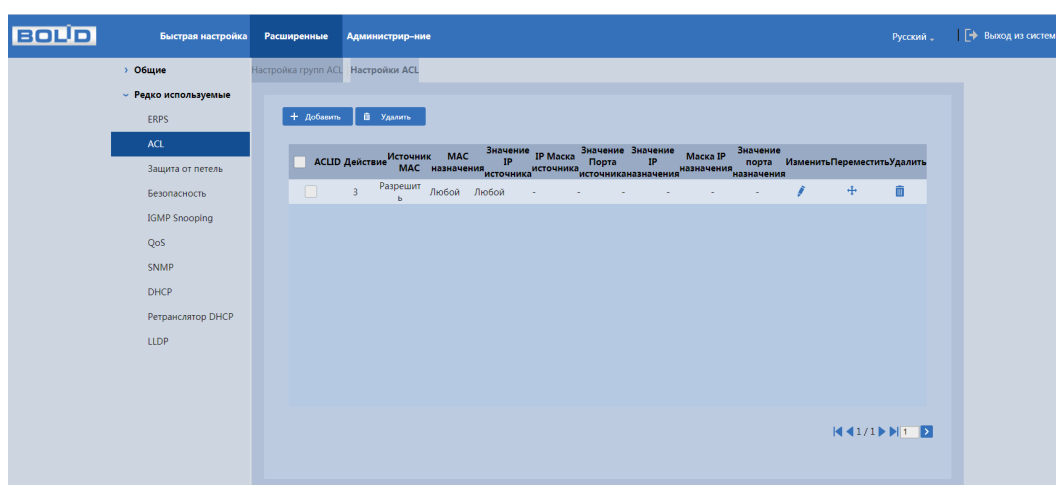 BOLID
Быстрая настройка Расширенные Администрир-ние Русский Выход из систем
Общие Настройка групп ACL Настройки ACL
Редко используемые
ERPS
ACL
Защита от петель
Безопасность
IGMP Snooping
QoS
SNMP
DHCP
Ретранслятор DHCP
LLDP
+ Добавить Удалить
ACLID Действие Источник MAC MAC назначения Значение IP источника IP Маска источника Значение Порта источника Значение IP назначения Маска IP назначения Значение порта назначения Изменить Переместить Удалить
3 Разрешить Любой Любой - - - - - -
1/1 1